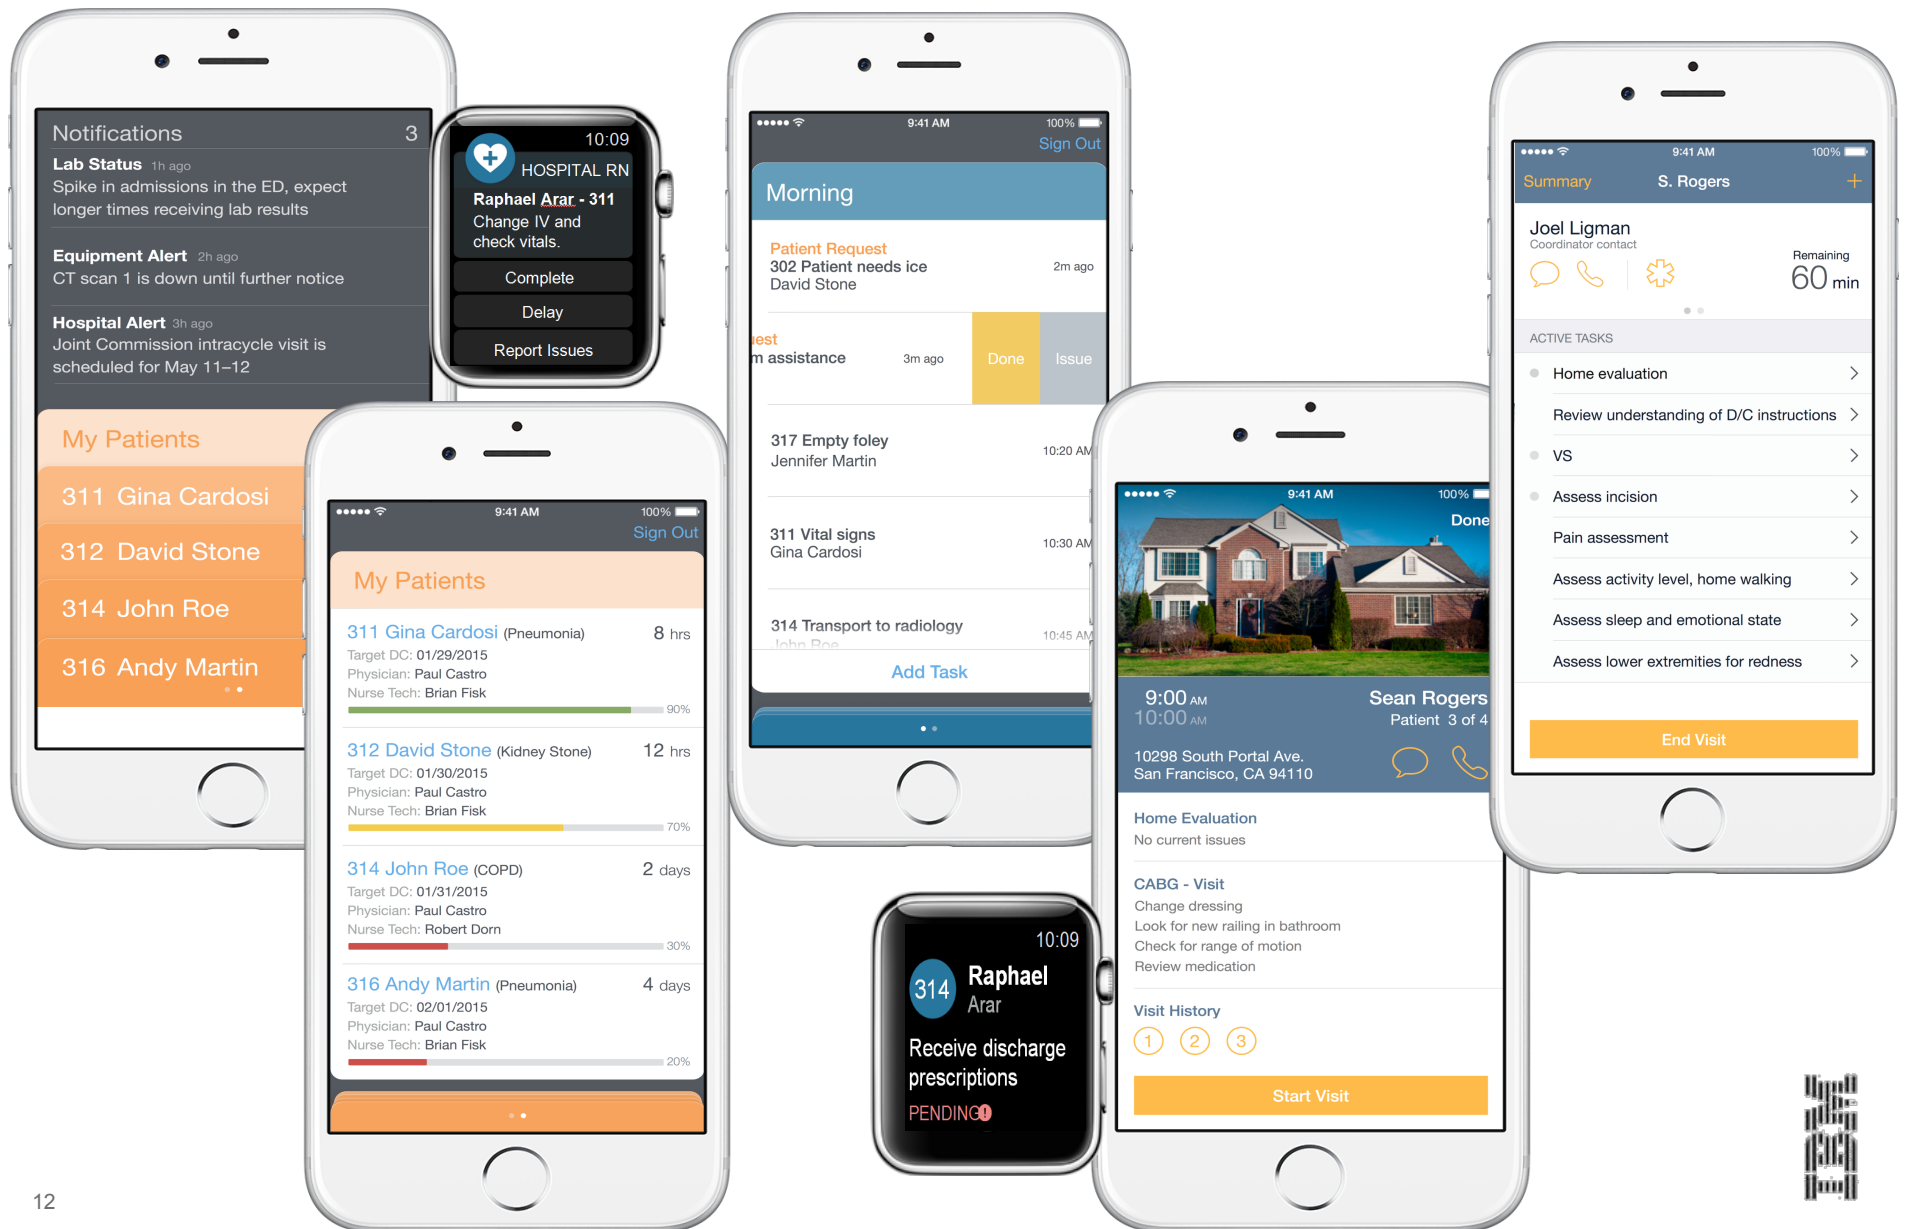 Notifications 3
Lab Status 1h ago
Spike in admissions in the ED, expect
longer times receiving lab results
Equipment Alert 2h ago
CT scan 1 is down until further notice
Hospital Alert 3h ago
Joint Commission intracycle visit is
scheduled for May 11–12
My Patients
311 Gina Cardosi
312 David Stone
314 John Roe
316 Andy Martin
10:09
HOSPITAL RN
Raphael Arar - 311
Change IV and
check vitals.
Complete
Delay
Report Issues
9:41 AM 100%
Sign Out
My Patients
311 Gina Cardosi (Pneumonia) 8 hrs
Target DC: 01/29/2015
Physician: Paul Castro
Nurse Tech: Brian Fisk
90%
312 David Stone (Kidney Stone) 12 hrs
Target DC: 01/30/2015
Physician: Paul Castro
Nurse Tech: Brian Fisk
70%
314 John Roe (COPD) 2 days
Target DC: 01/31/2015
Physician: Paul Castro
Nurse Tech: Robert Dorn
30%
316 Andy Martin (Pneumonia) 4 days
Target DC: 02/01/2015
Physician: Paul Castro
Nurse Tech: Brian Fisk
20%
9:41 AM 100%
Sign Out
Morning
Patient Request
302 Patient needs ice 2m ago
David Stone
uest
m assistance 3m ago Done Issue
317 Empty foley
Jennifer Martin 10:20 AM
311 Vital signs
Gina Cardosi 10:30 AM
314 Transport to radiology
John Roe 10:45 AM
Add Task
10:09
314 Raphael
Arar
Receive discharge
prescriptions
PENDING!
9:41 AM 100%
Done
9:00 AM Sean Rogers
10:00 AM Patient 3 of 4
10298 South Portal Ave.
San Francisco, CA 94110
Home Evaluation
No current issues
CABG - Visit
Change dressing
Look for new railing in bathroom
Check for range of motion
Review medication
Visit History
1 2 3
Start Visit
9:41 AM 100%
Summary S. Rogers +
Joel Ligman
Coordinator contact
Remaining
60 min
ACTIVE TASKS
Home evaluation
Review understanding of D/C instructions
VS
Assess incision
Pain assessment
Assess activity level, home walking
Assess sleep and emotional state
Assess lower extremities for redness
End Visit
IBM
12